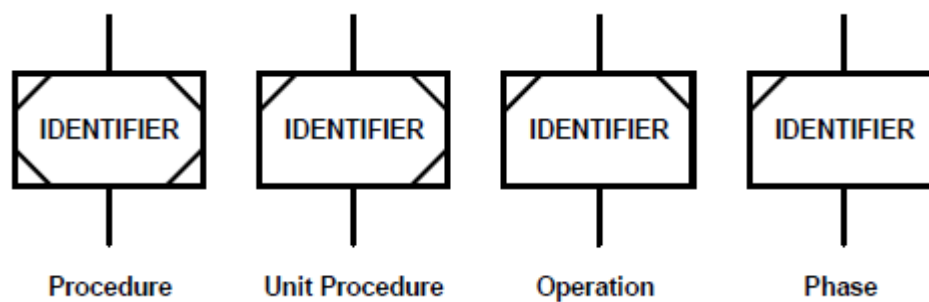 IDENTIFIER IDENTIFIER IDENTIFIER IDENTIFIER
Procedure Unit Procedure Operation Phase